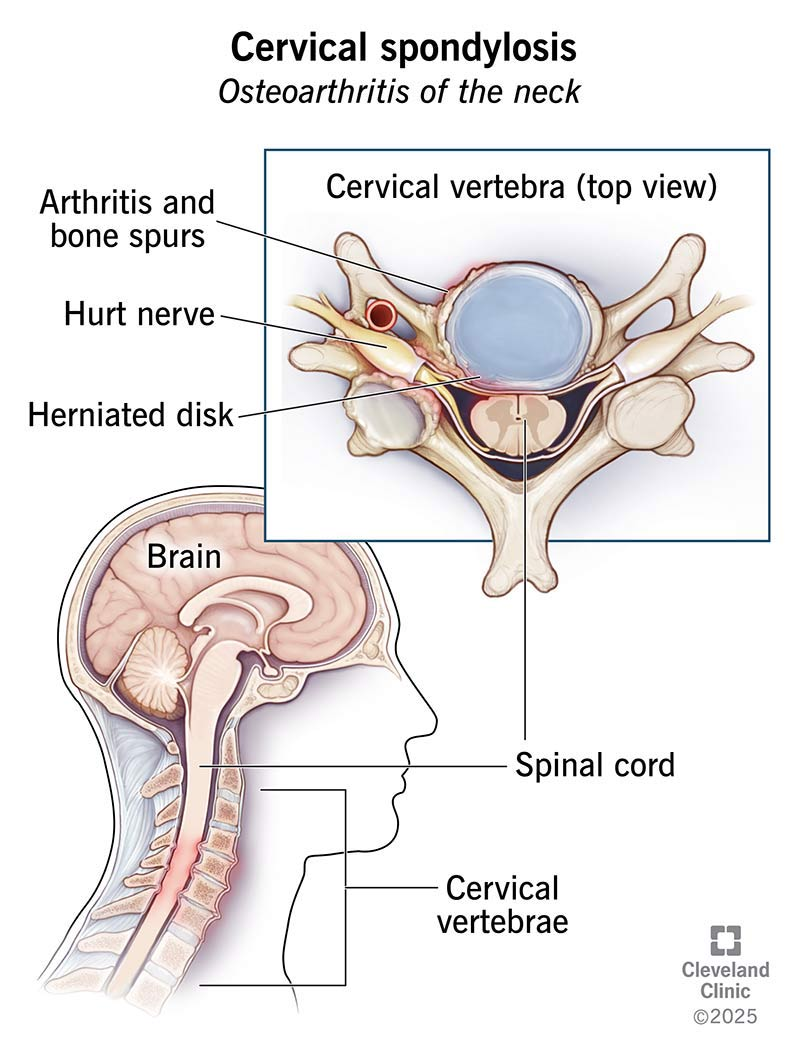 Cervical spondylosis
Osteoarthritis of the neck
Cervical vertebra (top view)
Arthritis and
bone spurs
Hurt nerve
Herniated disk
Brain
Spinal cord
Cervical
vertebrae
Cleveland
Clinic
©2025